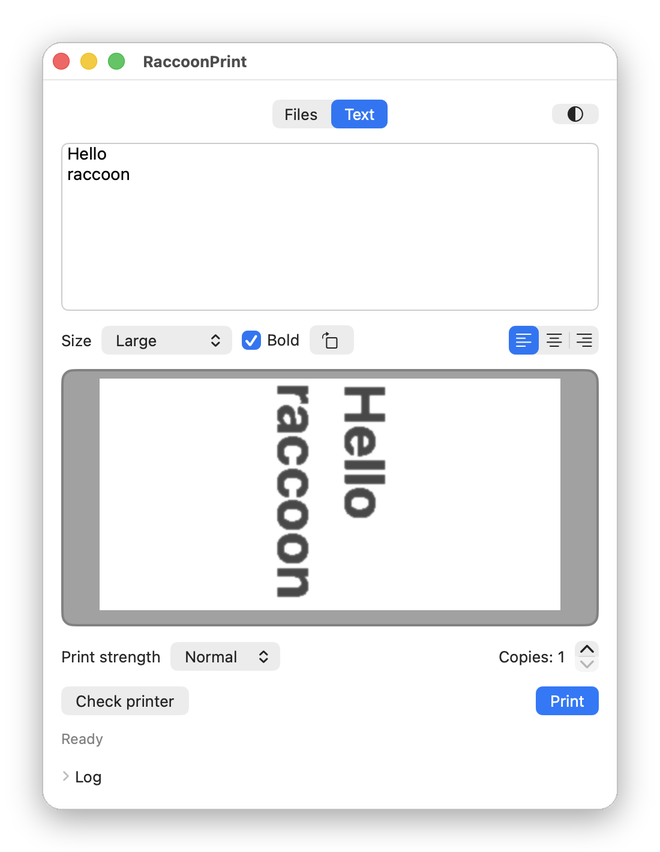 RaccoonPrint
Files Text
Hello
raccoon
Size Large Bold
Hello
raccoon
Print strength Normal Copies: 1
Check printer Print
Ready
Log